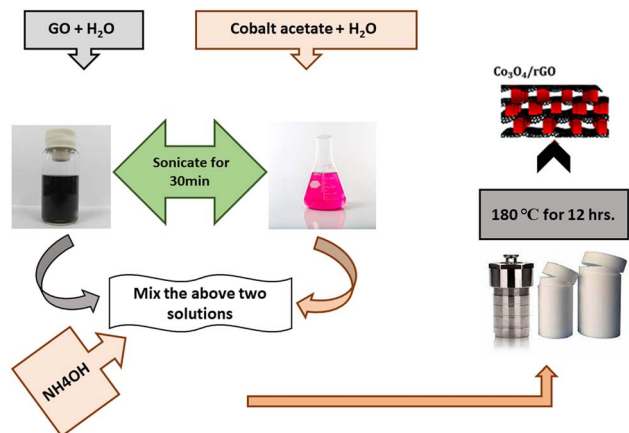 GO + H₂O
Cobalt acetate + H₂O
Co₃O₄/rGO
Sonicate for
30min
180 °C for 12 hrs.
Mix the above two
solutions
NH4OH